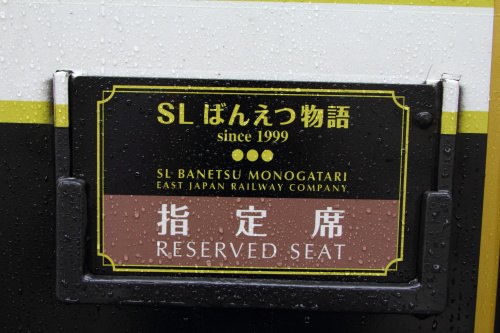 SLばんえつ物語
since 1999
SL BANETSU MONOGATARI
EAST JAPAN RAILWAY COMPANY.
指定席
RESERVED SEAT